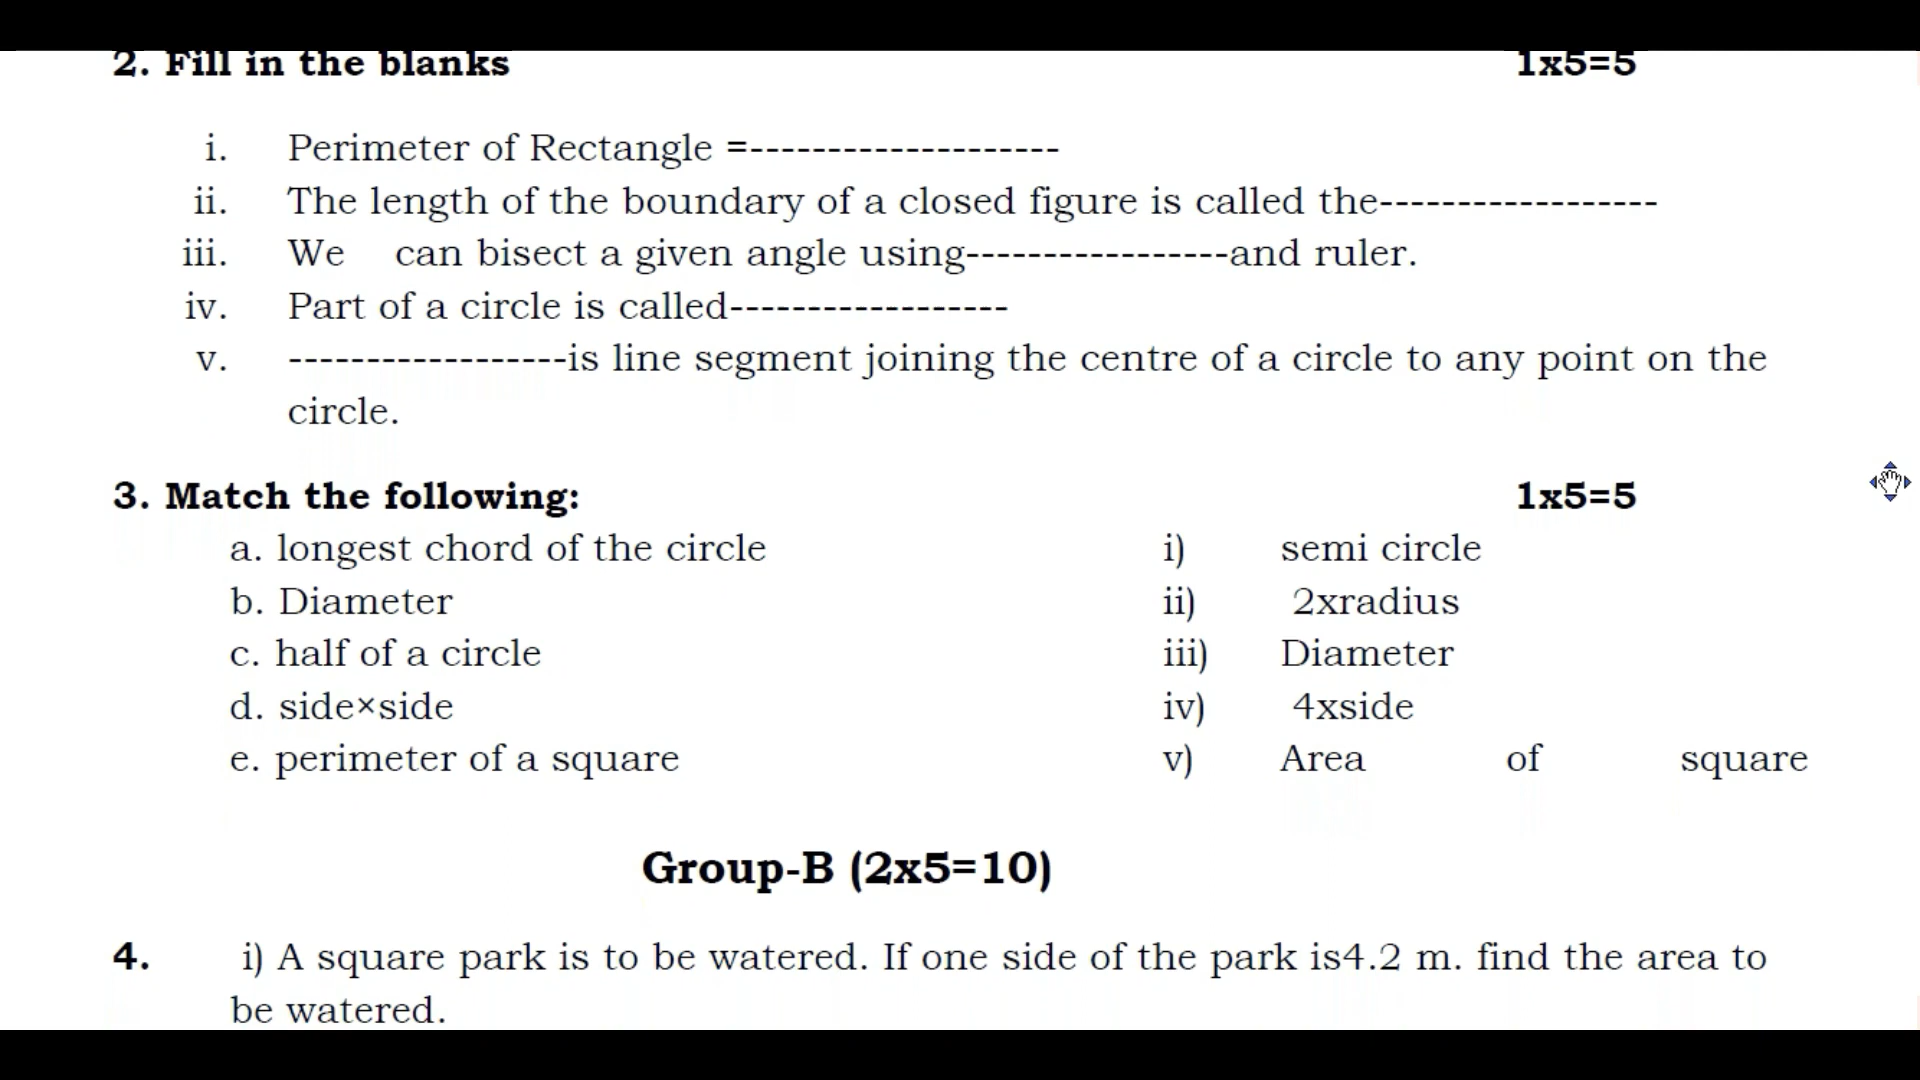 2. Fill in the blanks 1x5=5
i. Perimeter of Rectangle =--------------------
ii. The length of the boundary of a closed figure is called the------------------
iii. We can bisect a given angle using-----------------and ruler.
iv. Part of a circle is called------------------
v. ------------------is line segment joining the centre of a circle to any point on the
circle.
3. Match the following: 1x5=5
a. longest chord of the circle i) semi circle
b. Diameter ii) 2xradius
c. half of a circle iii) Diameter
d. side×side iv) 4xside
e. perimeter of a square v) Area of square
Group-B (2x5=10)
4. i) A square park is to be watered. If one side of the park is4.2 m. find the area to
be watered.